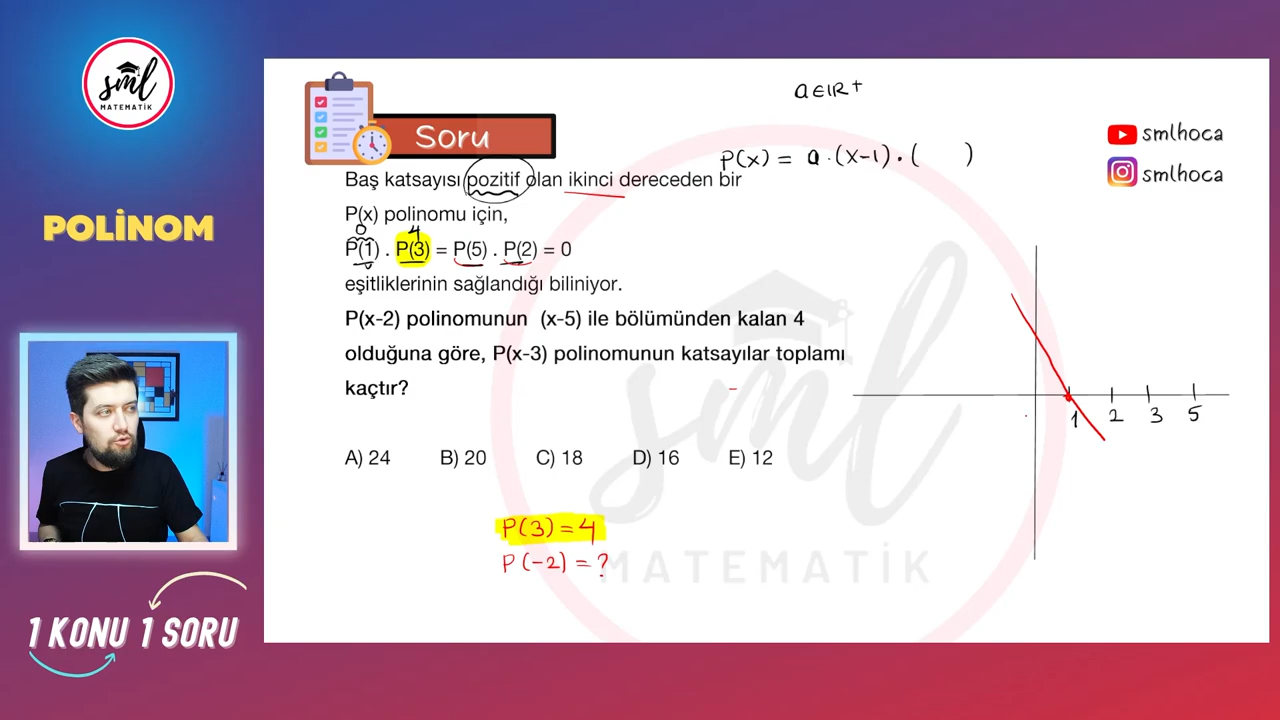 sml
MATEMATİK
POLİNOM
1 KONU 1 SORU
Soru
a∈IR+
P(x) = a.(x-1).( )
smlhoca
smlhoca
Baş katsayısı pozitif olan ikinci dereceden bir
P(x) polinomu için,
0 4
P(1) . P(3) = P(5) . P(2) = 0
eşitliklerinin sağlandığı biliniyor.
P(x-2) polinomunun (x-5) ile bölümünden kalan 4
olduğuna göre, P(x-3) polinomunun katsayılar toplamı
kaçtır?
A) 24 B) 20 C) 18 D) 16 E) 12
P(3)=4
P(-2)=?
1 2 3 5
sml
MATEMATİK